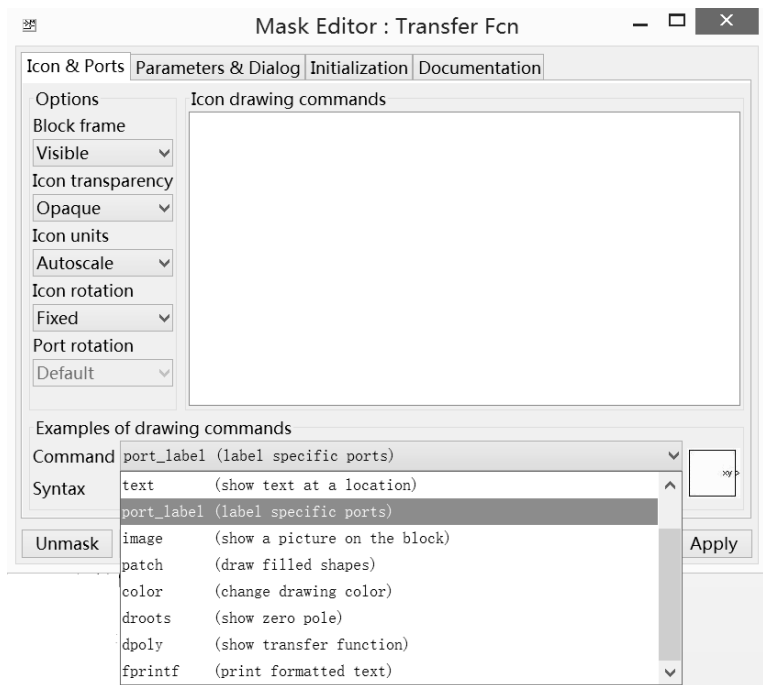 Mask Editor : Transfer Fcn
Icon & Ports Parameters & Dialog Initialization Documentation
Options
Icon drawing commands
Block frame
Visible
Icon transparency
Opaque
Icon units
Autoscale
Icon rotation
Fixed
Port rotation
Default
Examples of drawing commands
Command port_label (label specific ports)
xy
Syntax
text (show text at a location)
port_label (label specific ports)
image (show a picture on the block)
patch (draw filled shapes)
color (change drawing color)
droots (show zero pole)
dpoly (show transfer function)
fprintf (print formatted text)
Unmask
Apply